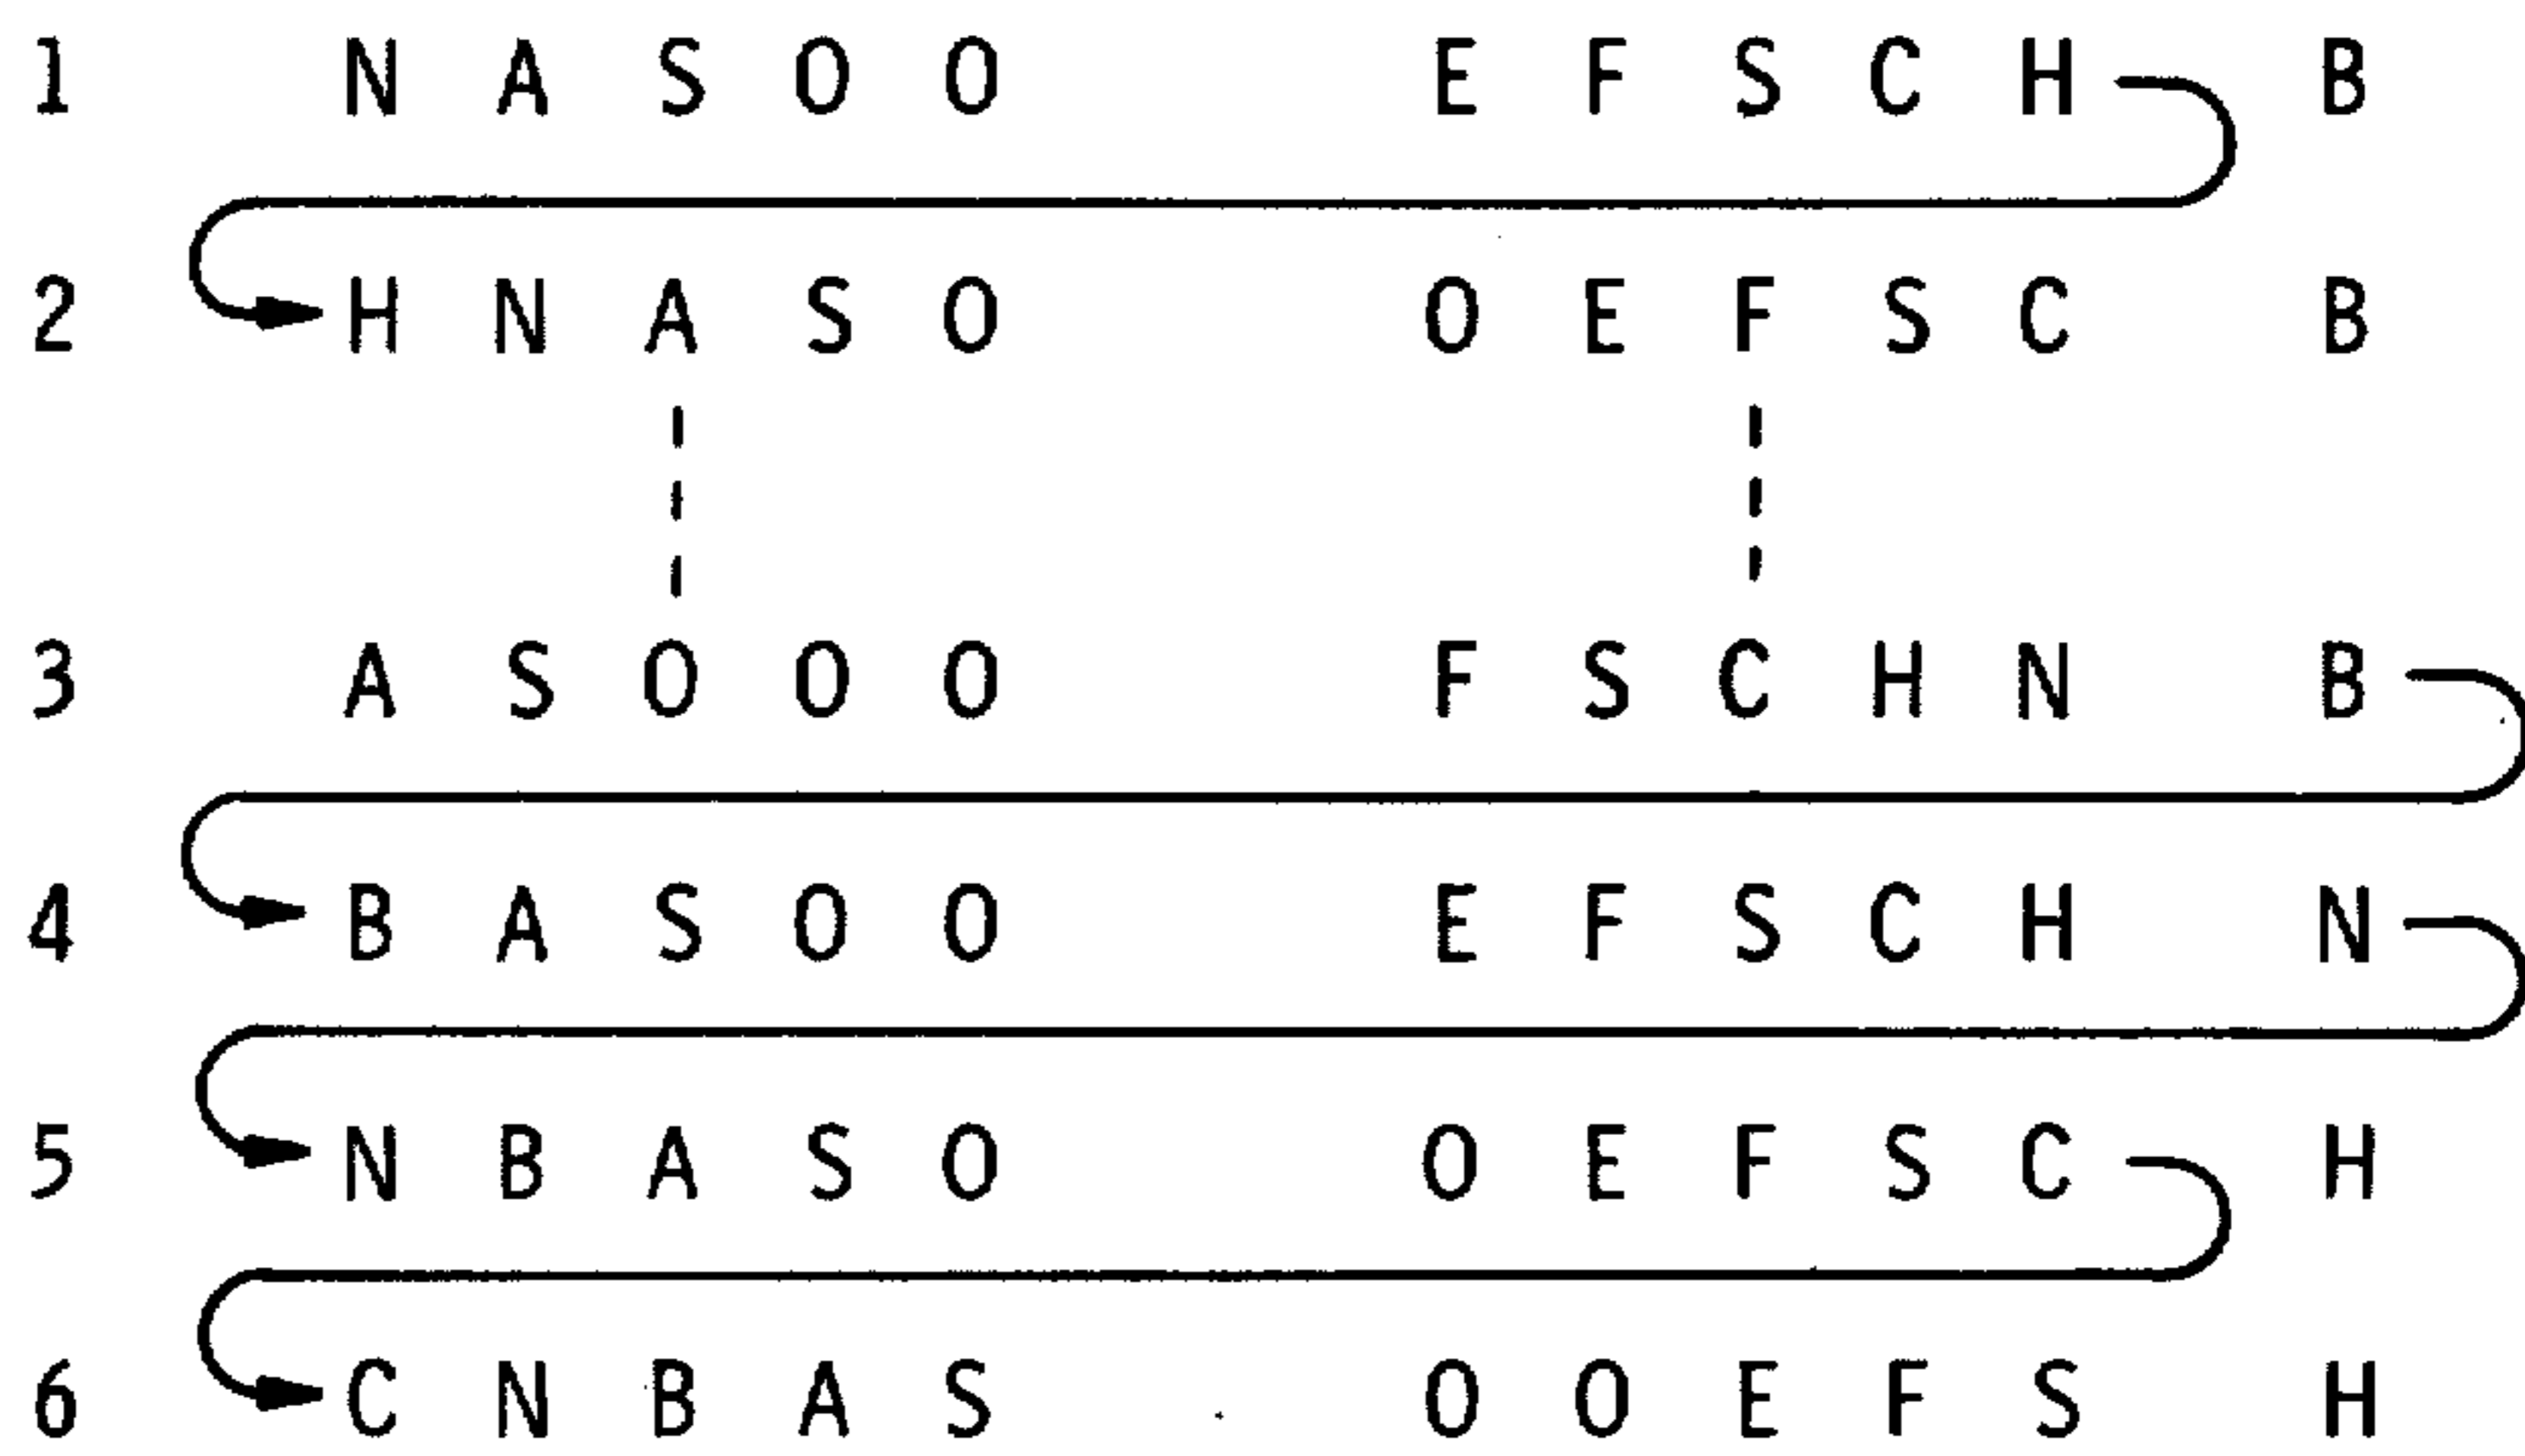 1 N A S O O E F S C H B
2 H N A S O O E F S C B
3 A S O O O F S C H N B
4 B A S O O E F S C H N
5 N B A S O O E F S C H
6 C N B A S O O E F S H